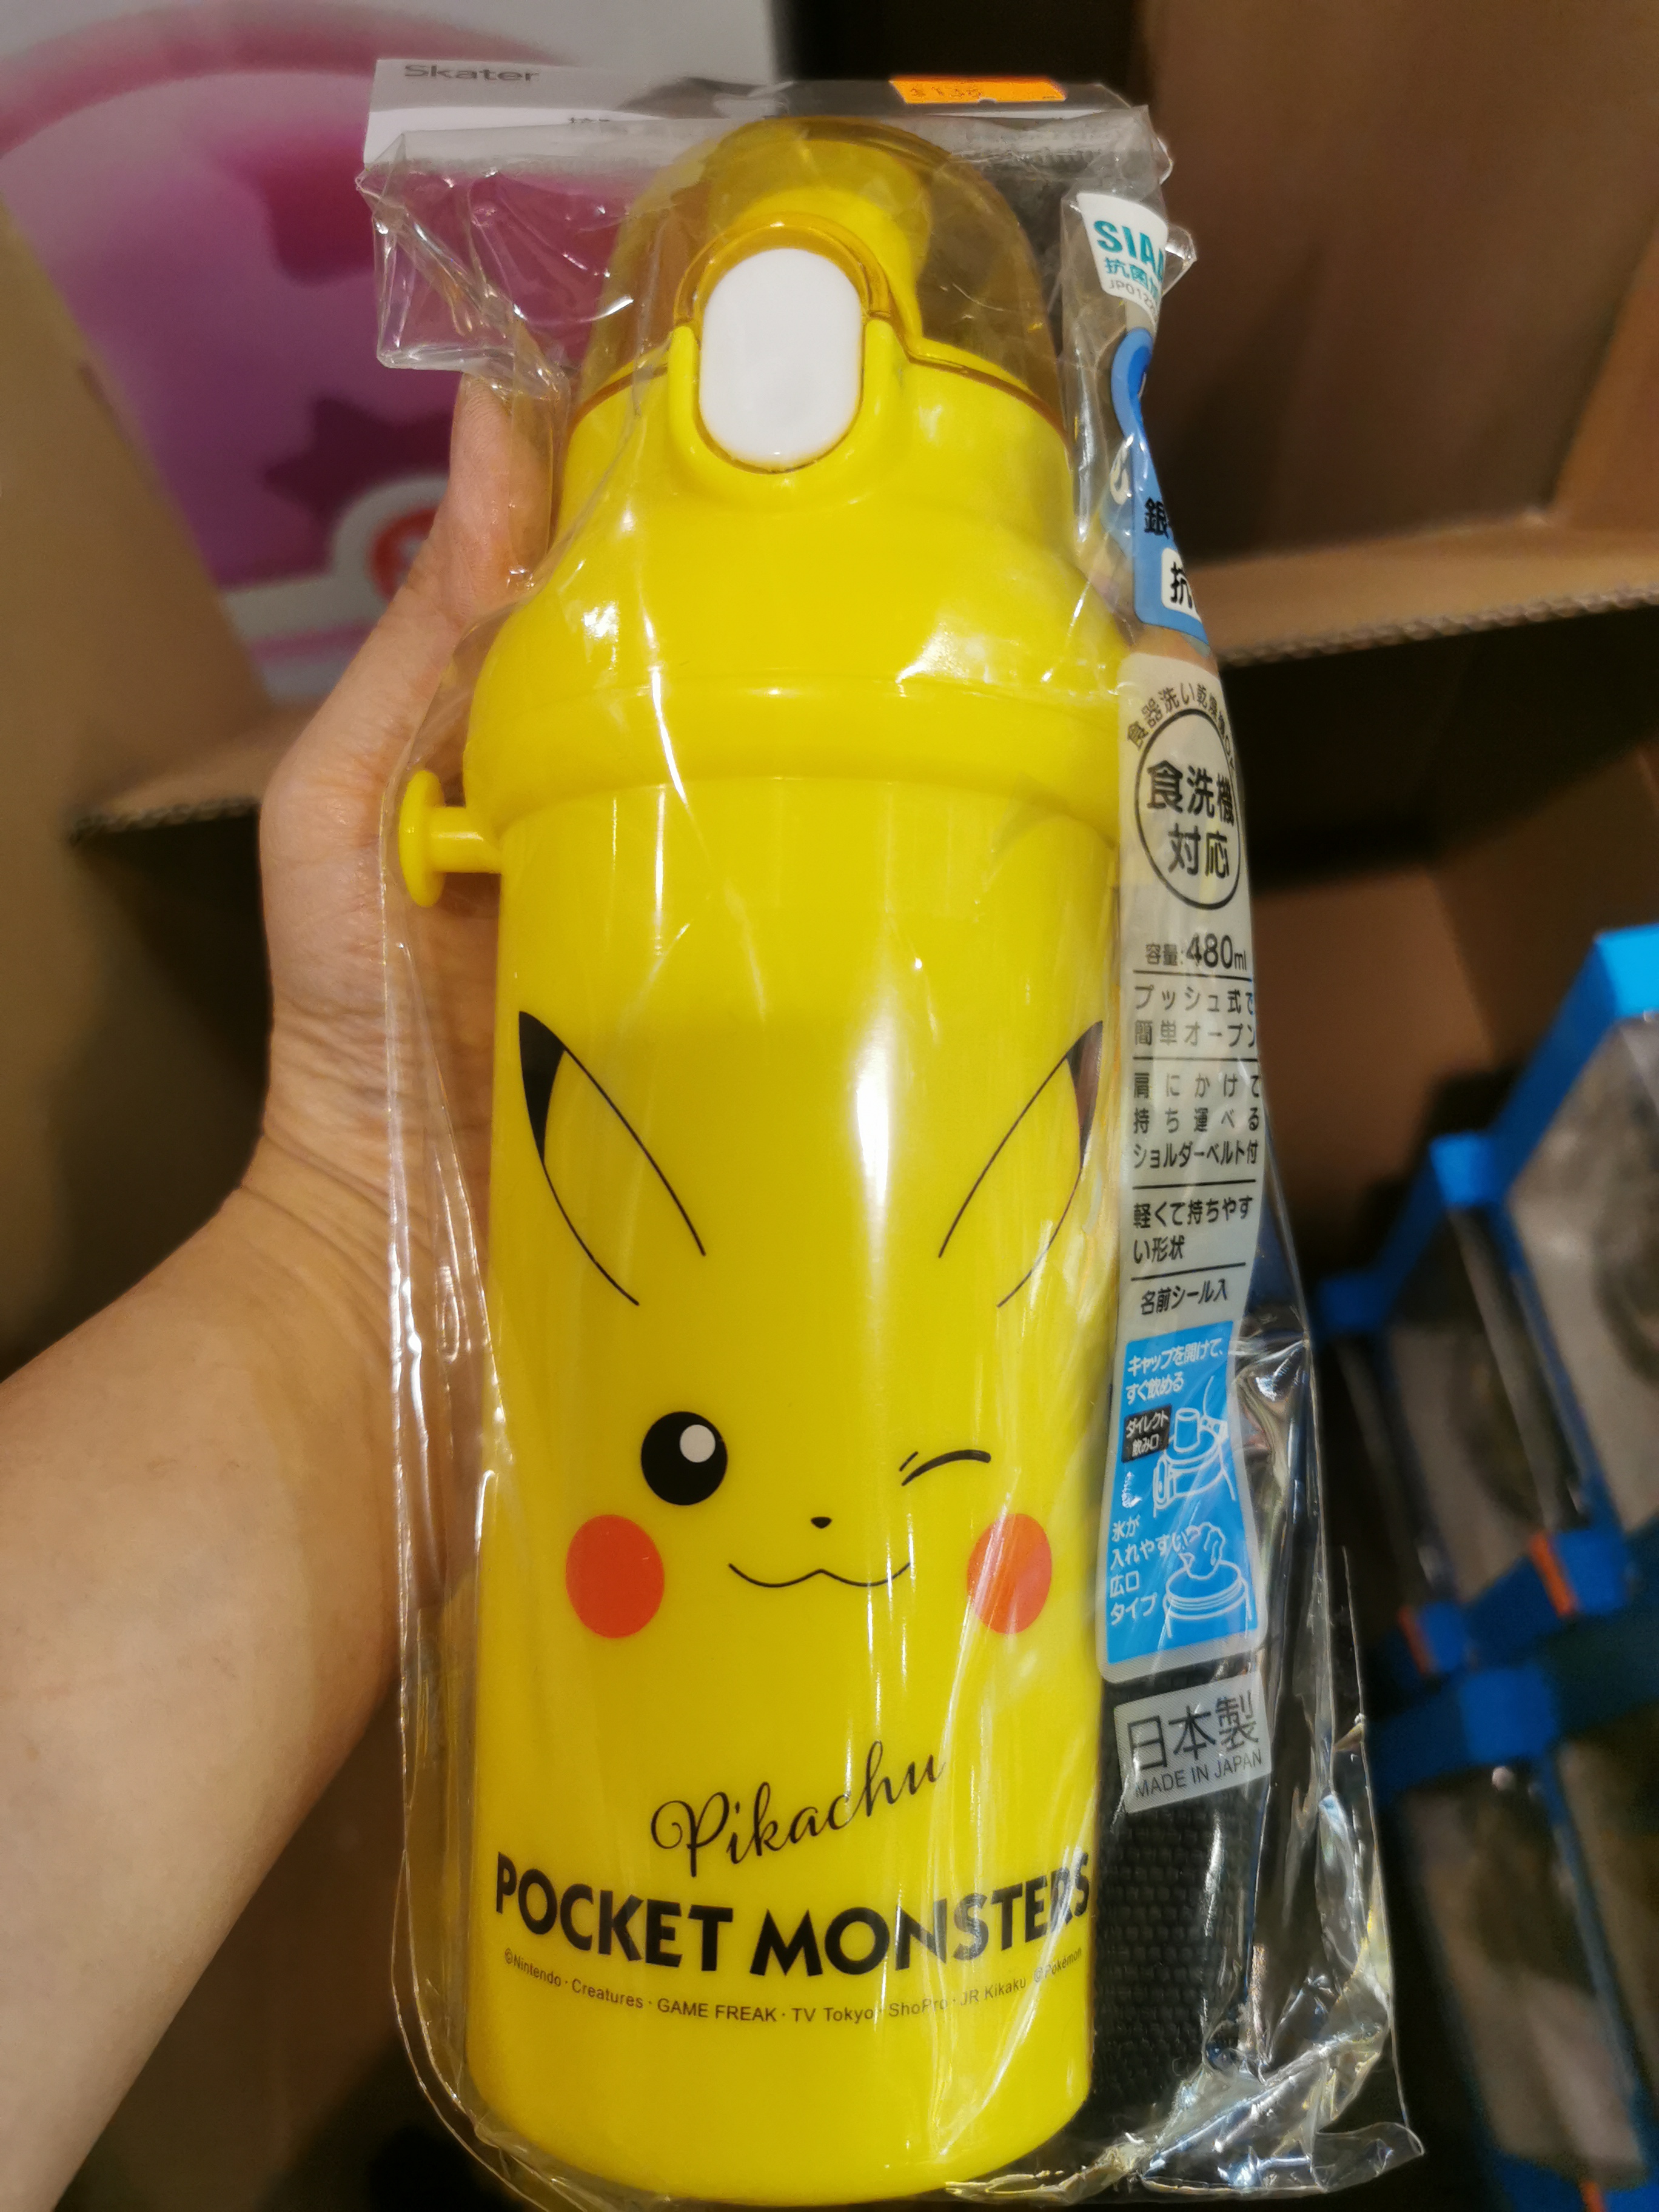 Skater
SIAA
抗菌加
食器洗い乾燥機OK
食洗機
対応
容量:480ml
プッシュ式で
簡単オープン
肩にかけて
持ち運べる
ショルダーベルト付
軽くて持ちやす
い形状
名前シール入
キャップを開けて、
すぐ飲める
ダイレクト
飲み口
氷が
入れやすい
広口
タイプ
日本製
MADE IN JAPAN
Pikachu
POCKET MONSTERS
©Nintendo · Creatures · GAME FREAK · TV Tokyo · ShoPro · JR Kikaku ©Pokémon